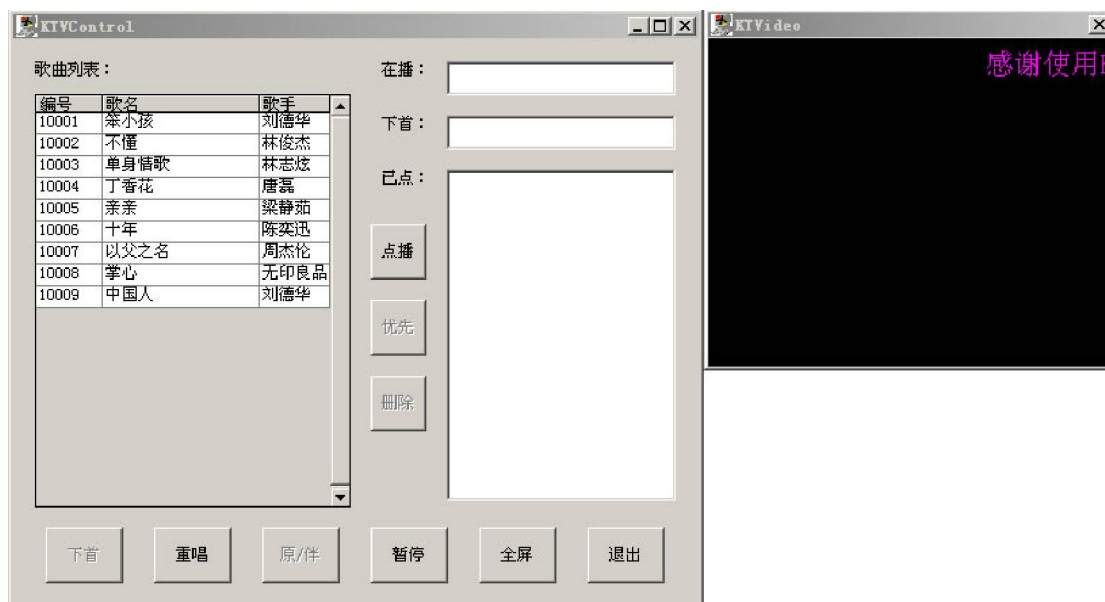 KTVControl
歌曲列表：
编号 歌名 歌手
10001 笨小孩 刘德华
10002 不懂 林俊杰
10003 单身情歌 林志炫
10004 丁香花 唐磊
10005 亲亲 梁静茹
10006 十年 陈奕迅
10007 以父之名 周杰伦
10008 掌心 无印良品
10009 中国人 刘德华
在播：
下首：
已点：
点播
优先
删除
下首 重唱 原/伴 暂停 全屏 退出
KTVideo
感谢使用